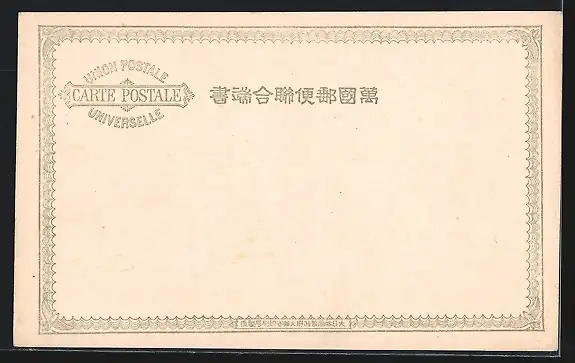 UNION POSTALE
CARTE POSTALE
UNIVERSELLE
萬國郵便聯合端書